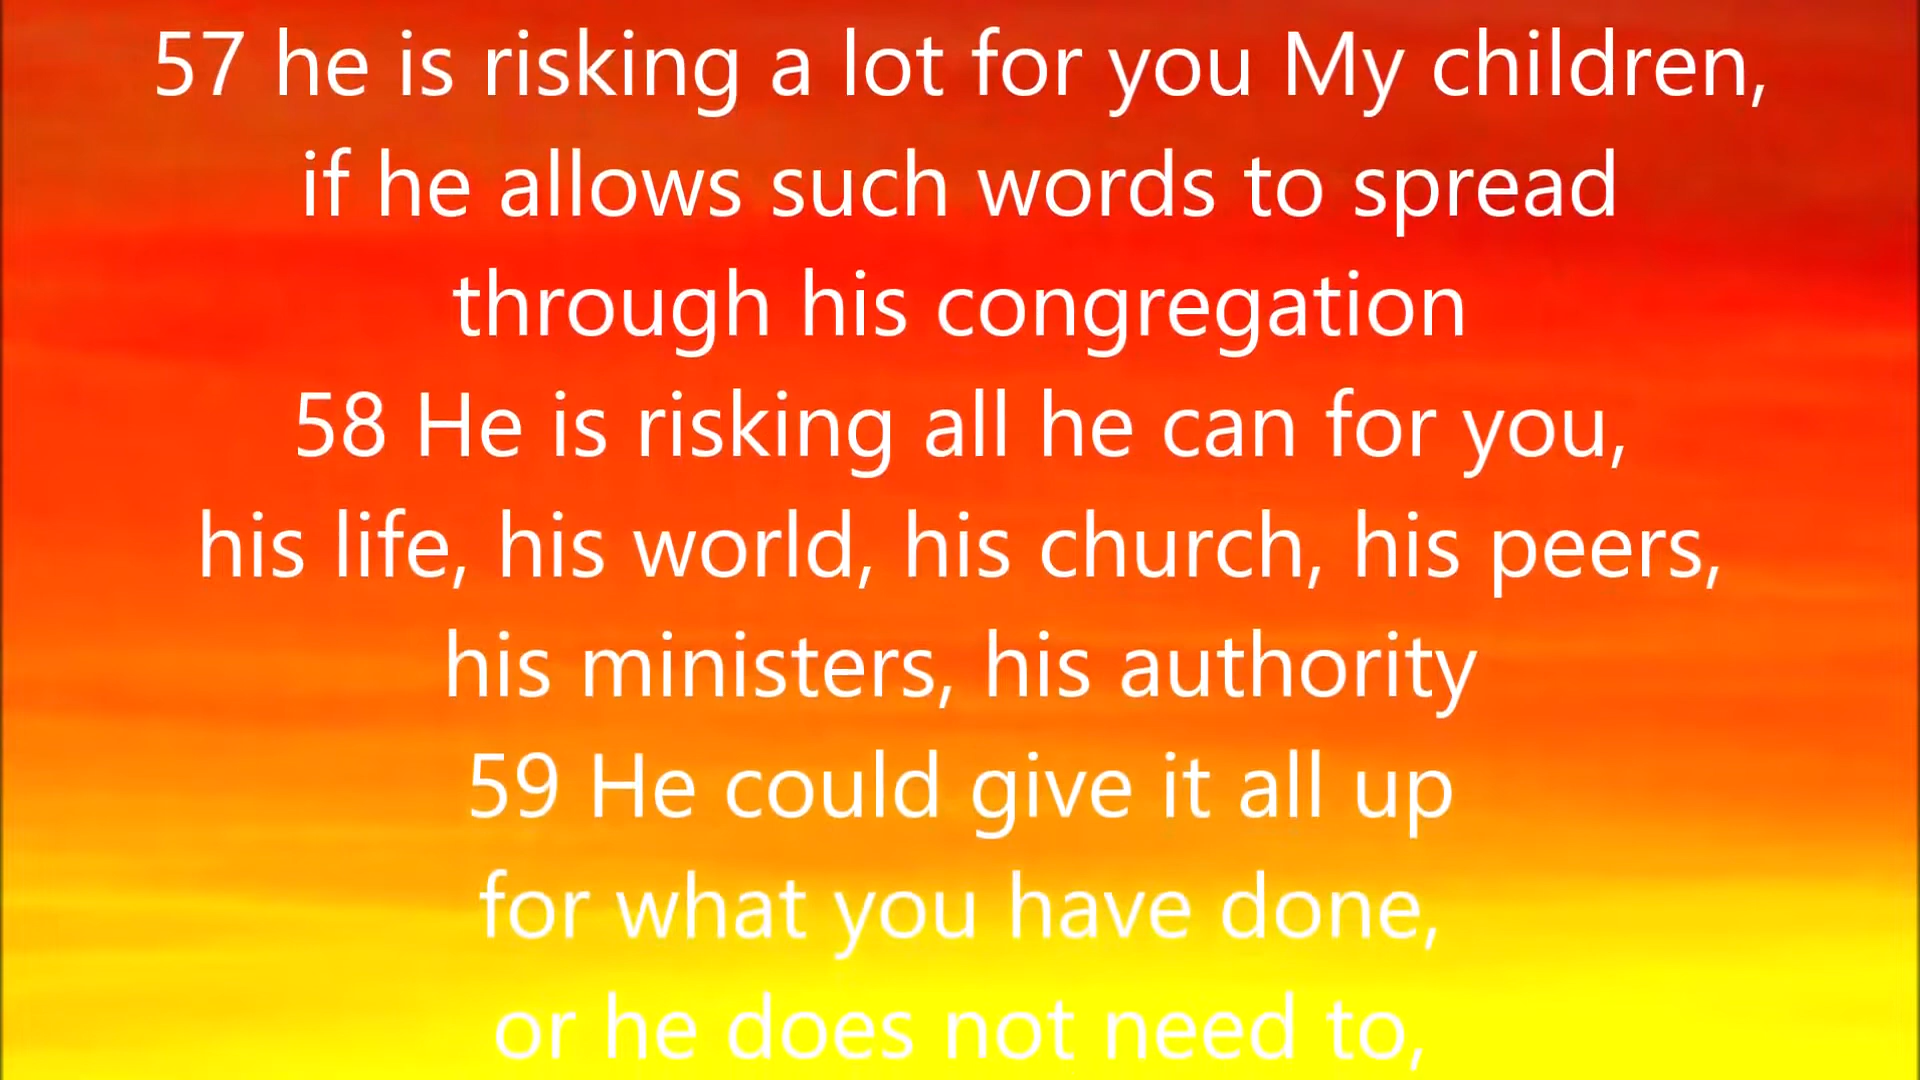 57 he is risking a lot for you My children,
if he allows such words to spread
through his congregation
58 He is risking all he can for you,
his life, his world, his church, his peers,
his ministers, his authority
59 He could give it all up
for what you have done,
or he does not need to,